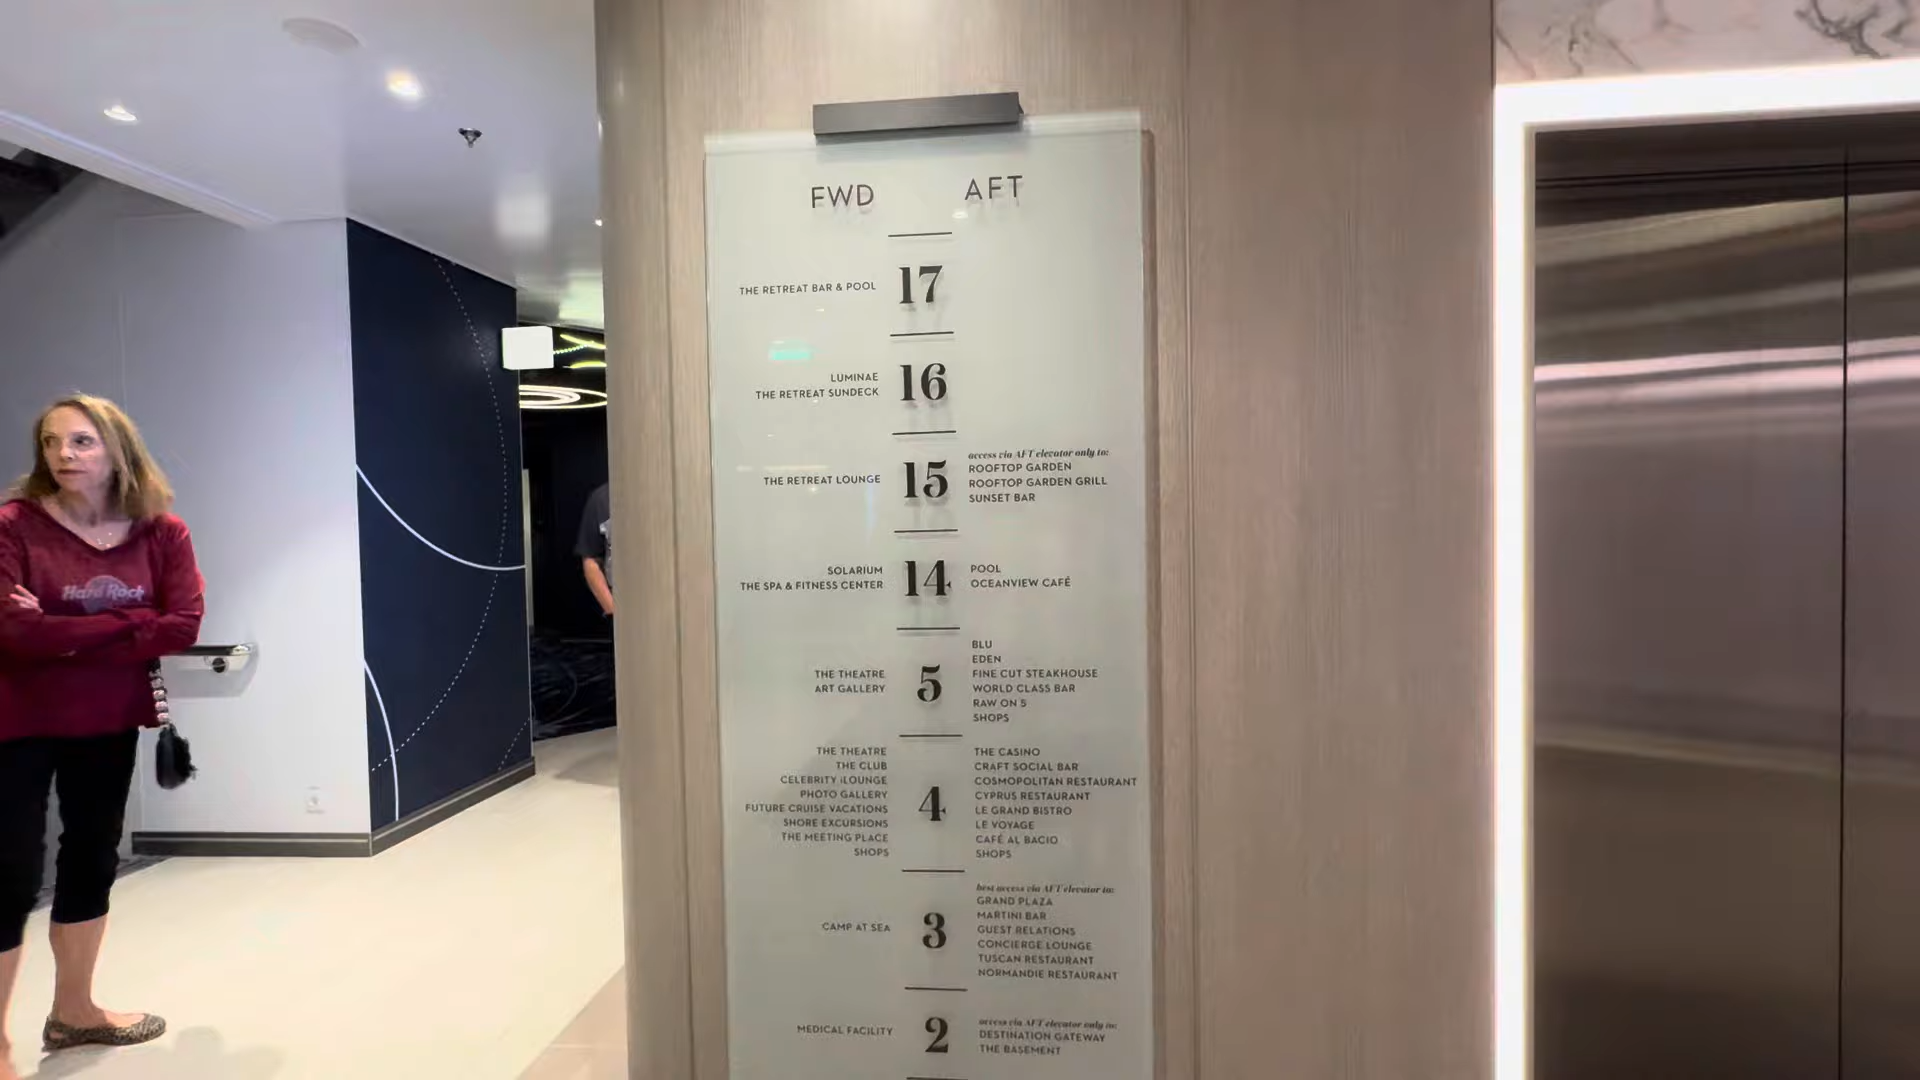 FWD AFT
THE RETREAT BAR & POOL 17
LUMINAE
THE RETREAT SUNDECK
16
THE RETREAT LOUNGE
15
access via AFT elevator only to:
ROOFTOP GARDEN
ROOFTOP GARDEN GRILL
SUNSET BAR
SOLARIUM
THE SPA & FITNESS CENTER
14
POOL
OCEANVIEW CAFÉ
THE THEATRE
ART GALLERY
5
BLU
EDEN
FINE CUT STEAKHOUSE
WORLD CLASS BAR
RAW ON 5
SHOPS
THE THEATRE
THE CLUB
CELEBRITY iLOUNGE
PHOTO GALLERY
FUTURE CRUISE VACATIONS
SHORE EXCURSIONS
THE MEETING PLACE
SHOPS
4
THE CASINO
CRAFT SOCIAL BAR
COSMOPOLITAN RESTAURANT
CYPRUS RESTAURANT
LE GRAND BISTRO
LE VOYAGE
CAFÉ AL BACIO
SHOPS
CAMP AT SEA
3
best access via AFT elevator to:
GRAND PLAZA
MARTINI BAR
GUEST RELATIONS
CONCIERGE LOUNGE
TUSCAN RESTAURANT
NORMANDIE RESTAURANT
MEDICAL FACILITY
2
access via AFT elevator only to:
DESTINATION GATEWAY
THE BASEMENT
Hard Rock